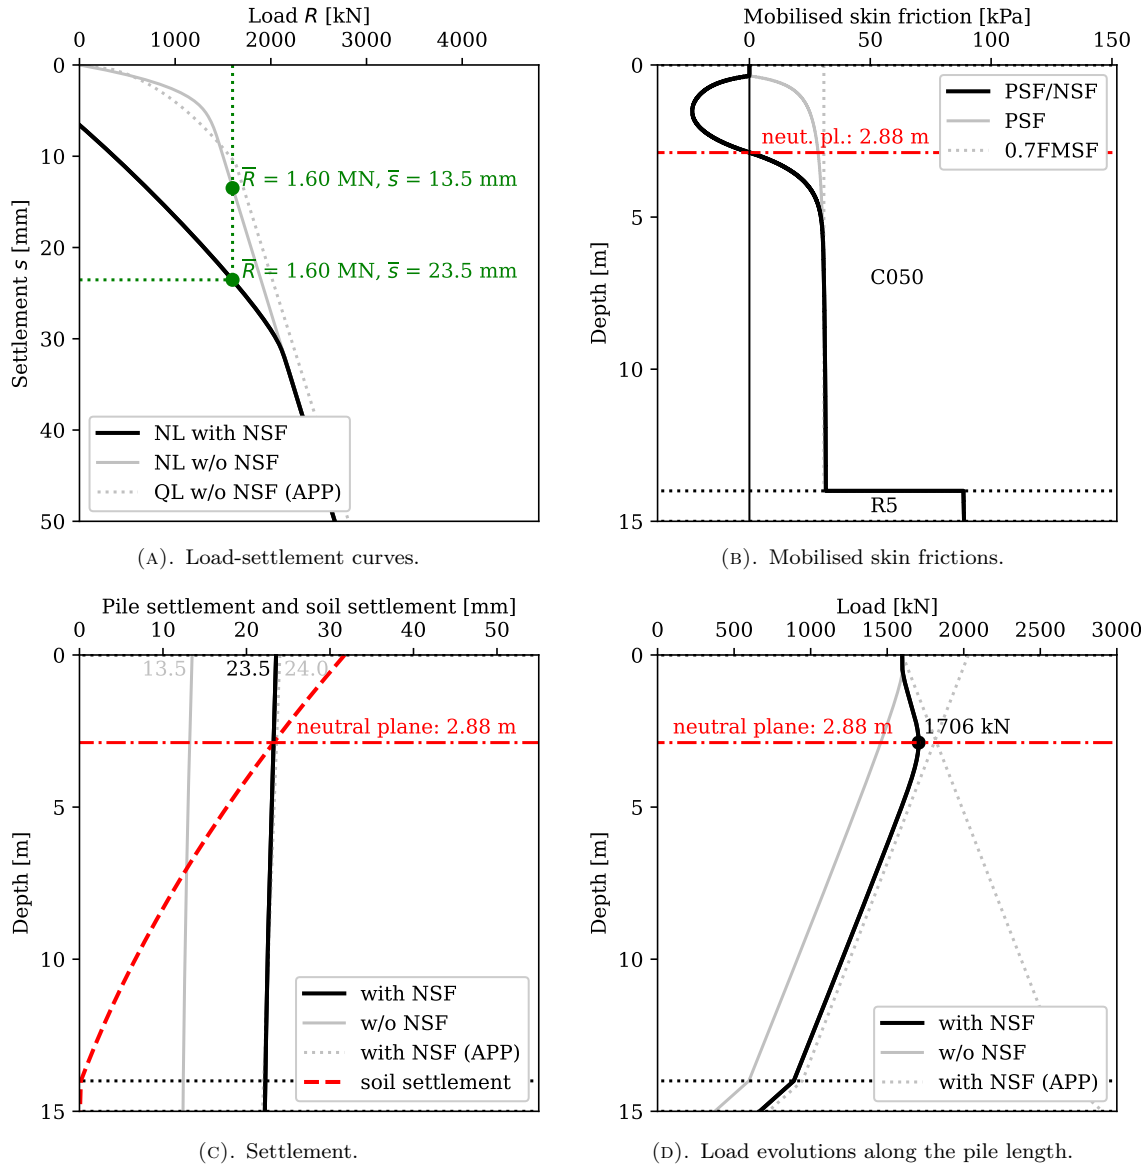 Load R [kN]
0 1000 2000 3000 4000
0
10
20
30
40
50
Settlement s [mm]
R = 1.60 MN, s = 13.5 mm
R = 1.60 MN, s = 23.5 mm
NL with NSF
NL w/o NSF
QL w/o NSF (APP)
(A). Load-settlement curves.
Mobilised skin friction [kPa]
0 50 100 150
0
5
10
15
Depth [m]
PSF/NSF
PSF
0.7FMSF
neut. pl.: 2.88 m
C050
R5
(B). Mobilised skin frictions.
Pile settlement and soil settlement [mm]
0 10 20 30 40 50
0
5
10
15
Depth [m]
13.5 23.5 24.0
neutral plane: 2.88 m
with NSF
w/o NSF
with NSF (APP)
soil settlement
(C). Settlement.
Load [kN]
0 500 1000 1500 2000 2500 3000
0
5
10
15
Depth [m]
neutral plane: 2.88 m
1706 kN
with NSF
w/o NSF
with NSF (APP)
(D). Load evolutions along the pile length.